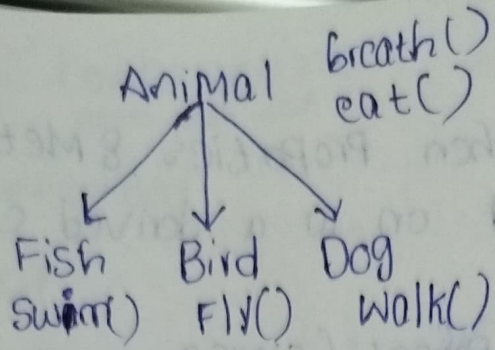 breath()
Animal
eat()
Fish Bird Dog
swim() Fly() Walk()